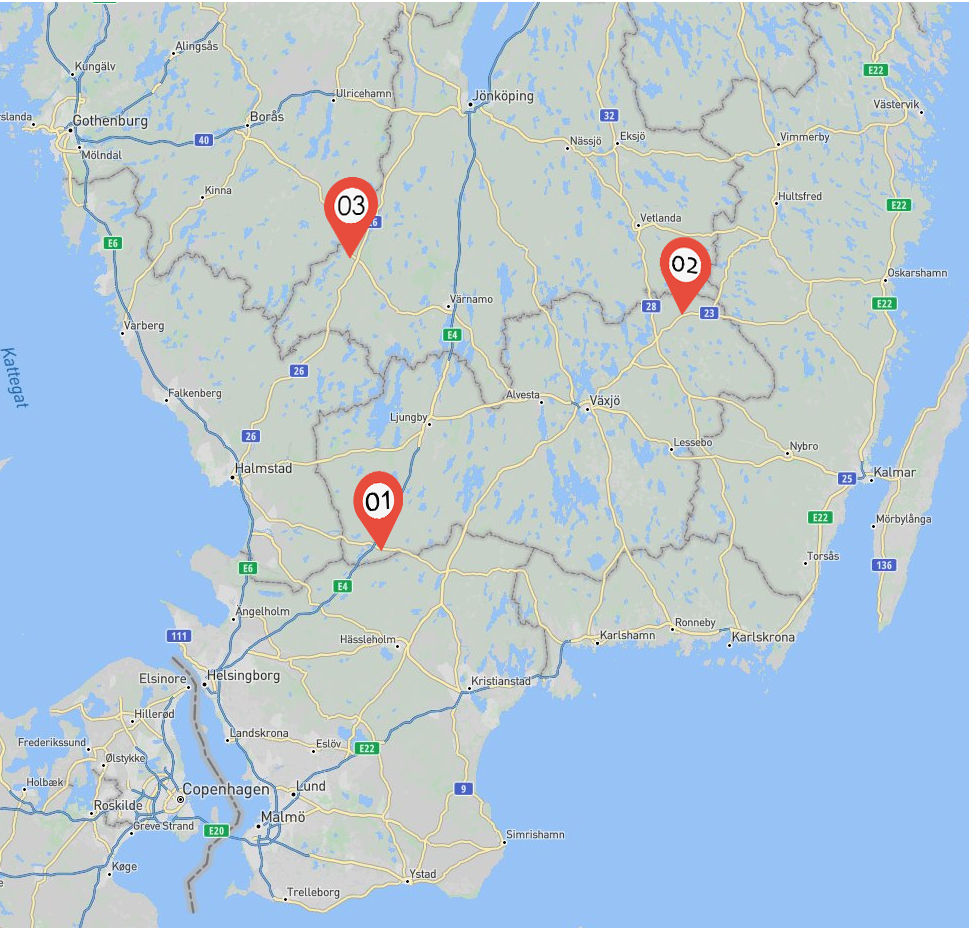 Alingsås
Kungälv
E22
Ulricehamn
Jönköping
Västervik
rslanda
Gothenburg
Borås
32
40
Nässjö
Eksjö
Vimmerby
Mölndal
Kinna
Hultsfred
E22
03
26
Vetlanda
E6
02
Oskarshamn
Värnamo
28
23
E22
Varberg
E4
Kattegat
26
Falkenberg
Alvesta
Växjö
Ljungby
26
Lessebo
Nybro
Halmstad
25
Kalmar
01
E22
Mörbylånga
Torsås
E6
136
E4
Ängelholm
111
Hässleholm
Karlshamn
Ronneby
Karlskrona
Elsinore
Helsingborg
Kristianstad
Hillerød
Frederikssund
Landskrona
Eslöv
E22
Ølstykke
Holbæk
Copenhagen
Lund
9
Roskilde
Malmö
Greve Strand
E20
Simrishamn
Køge
Ystad
Trelleborg